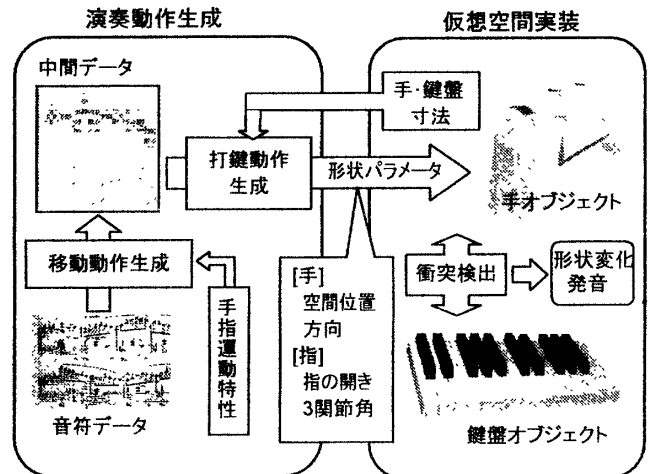 演奏動作生成
仮想空間実装
中間データ
手・鍵盤
寸法
打鍵動作
生成
形状パラメータ
手オブジェクト
移動動作生成
[手]
空間位置
方向
[指]
指の開き
3関節角
衝突検出
形状変化
発音
手指運動特性
音符データ
鍵盤オブジェクト